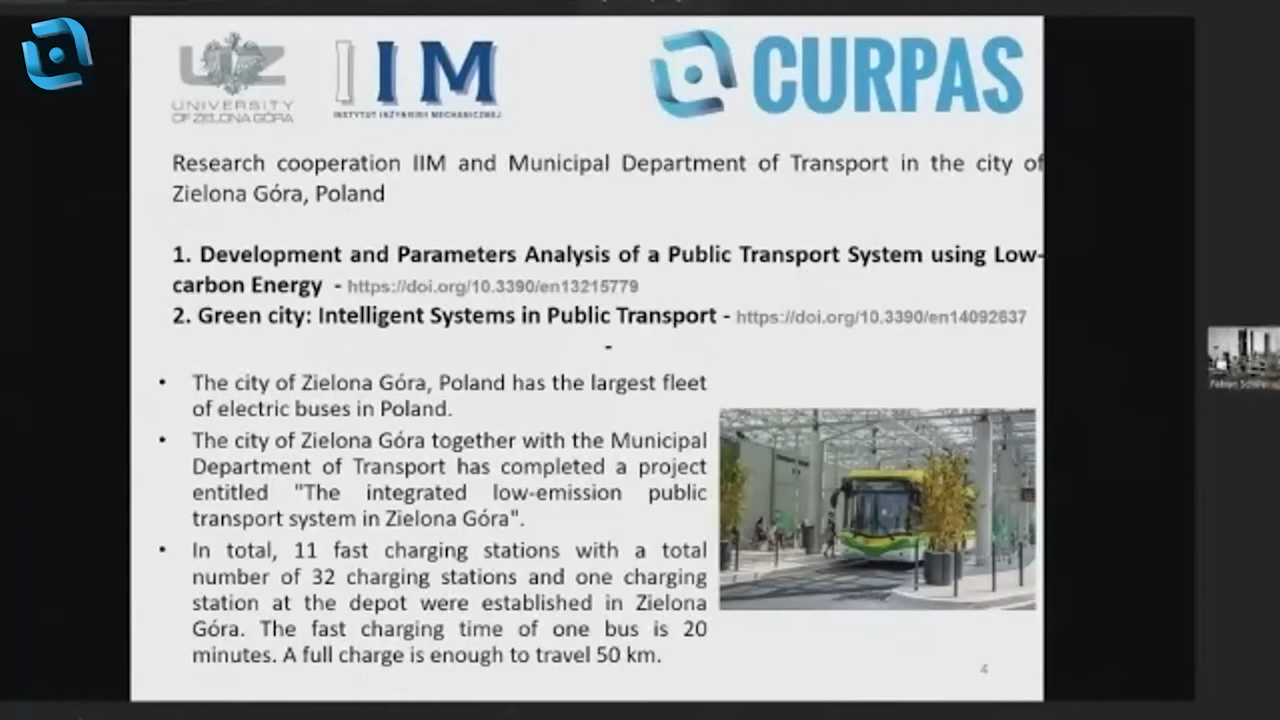 UZ
UNIVERSITY
OF ZIELONA GÓRA
IIM
INSTYTUT INŻYNIERII MECHANICZNEJ
CURPAS
Research cooperation IIM and Municipal Department of Transport in the city of
Zielona Góra, Poland
1. Development and Parameters Analysis of a Public Transport System using Low-
carbon Energy - https://doi.org/10.3390/en13215779
2. Green city: Intelligent Systems in Public Transport - https://doi.org/10.3390/en14092637
-
• The city of Zielona Góra, Poland has the largest fleet
of electric buses in Poland.
• The city of Zielona Góra together with the Municipal
Department of Transport has completed a project
entitled "The integrated low-emission public
transport system in Zielona Góra".
• In total, 11 fast charging stations with a total
number of 32 charging stations and one charging
station at the depot were established in Zielona
Góra. The fast charging time of one bus is 20
minutes. A full charge is enough to travel 50 km.
4